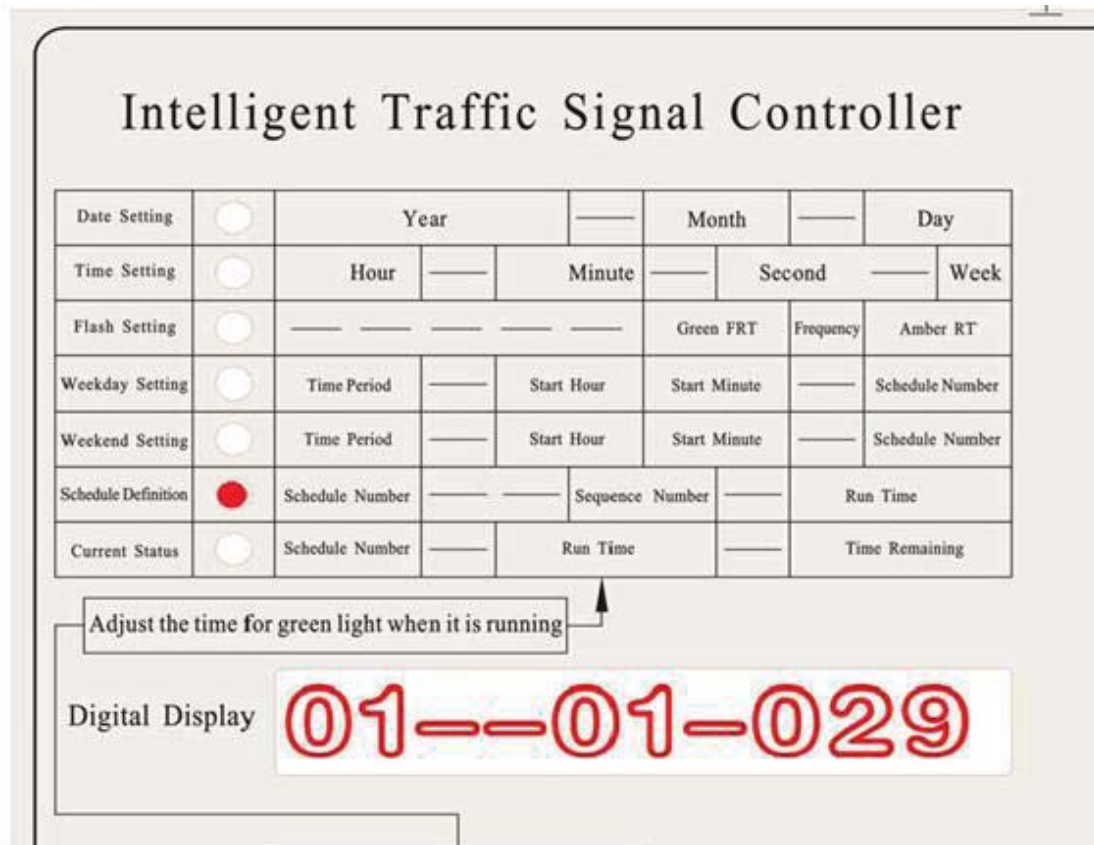 Intelligent Traffic Signal Controller
Date Setting Year — Month — Day
Time Setting Hour — Minute — Second — Week
Flash Setting — — — — — Green FRT Frequency Amber RT
Weekday Setting Time Period — Start Hour Start Minute — Schedule Number
Weekend Setting Time Period — Start Hour Start Minute — Schedule Number
Schedule Definition Schedule Number — — Sequence Number — Run Time
Current Status Schedule Number — Run Time — Time Remaining
Adjust the time for green light when it is running
Digital Display 01--01-029